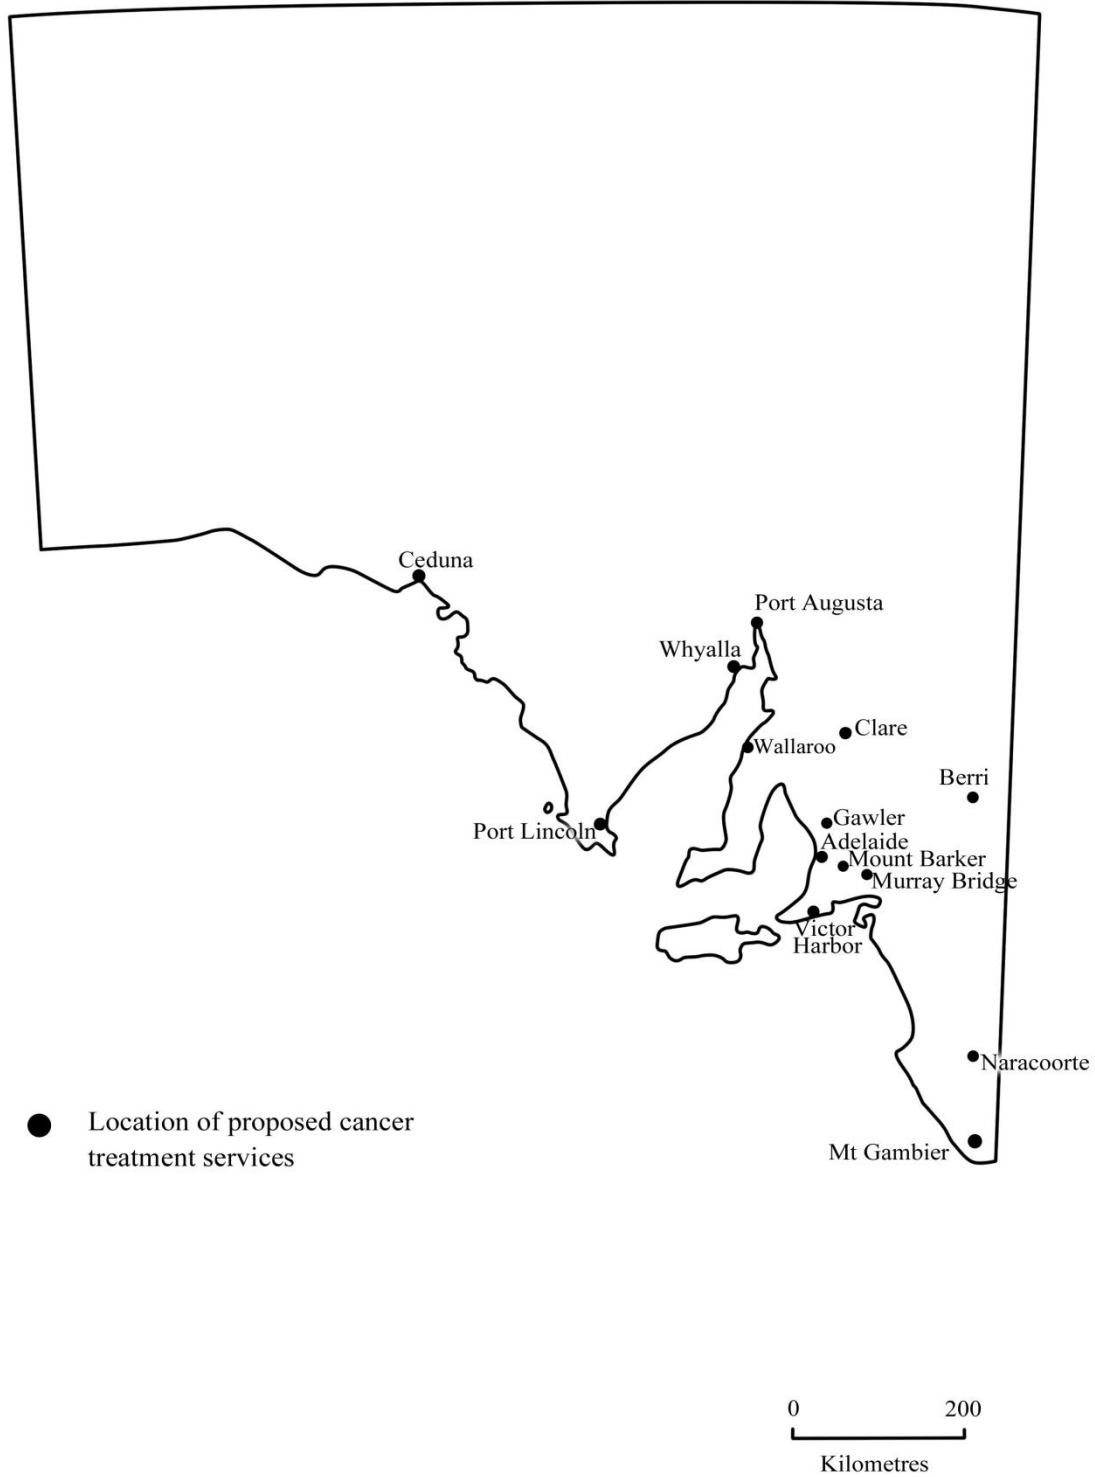 Ceduna
Port Augusta
Whyalla
Clare
Wallaroo
Berri
Gawler
Port Lincoln
Adelaide
Mount Barker
Murray Bridge
Victor
Harbor
Naracoorte
Location of proposed cancer
treatment services
Mt Gambier
0 200
Kilometres